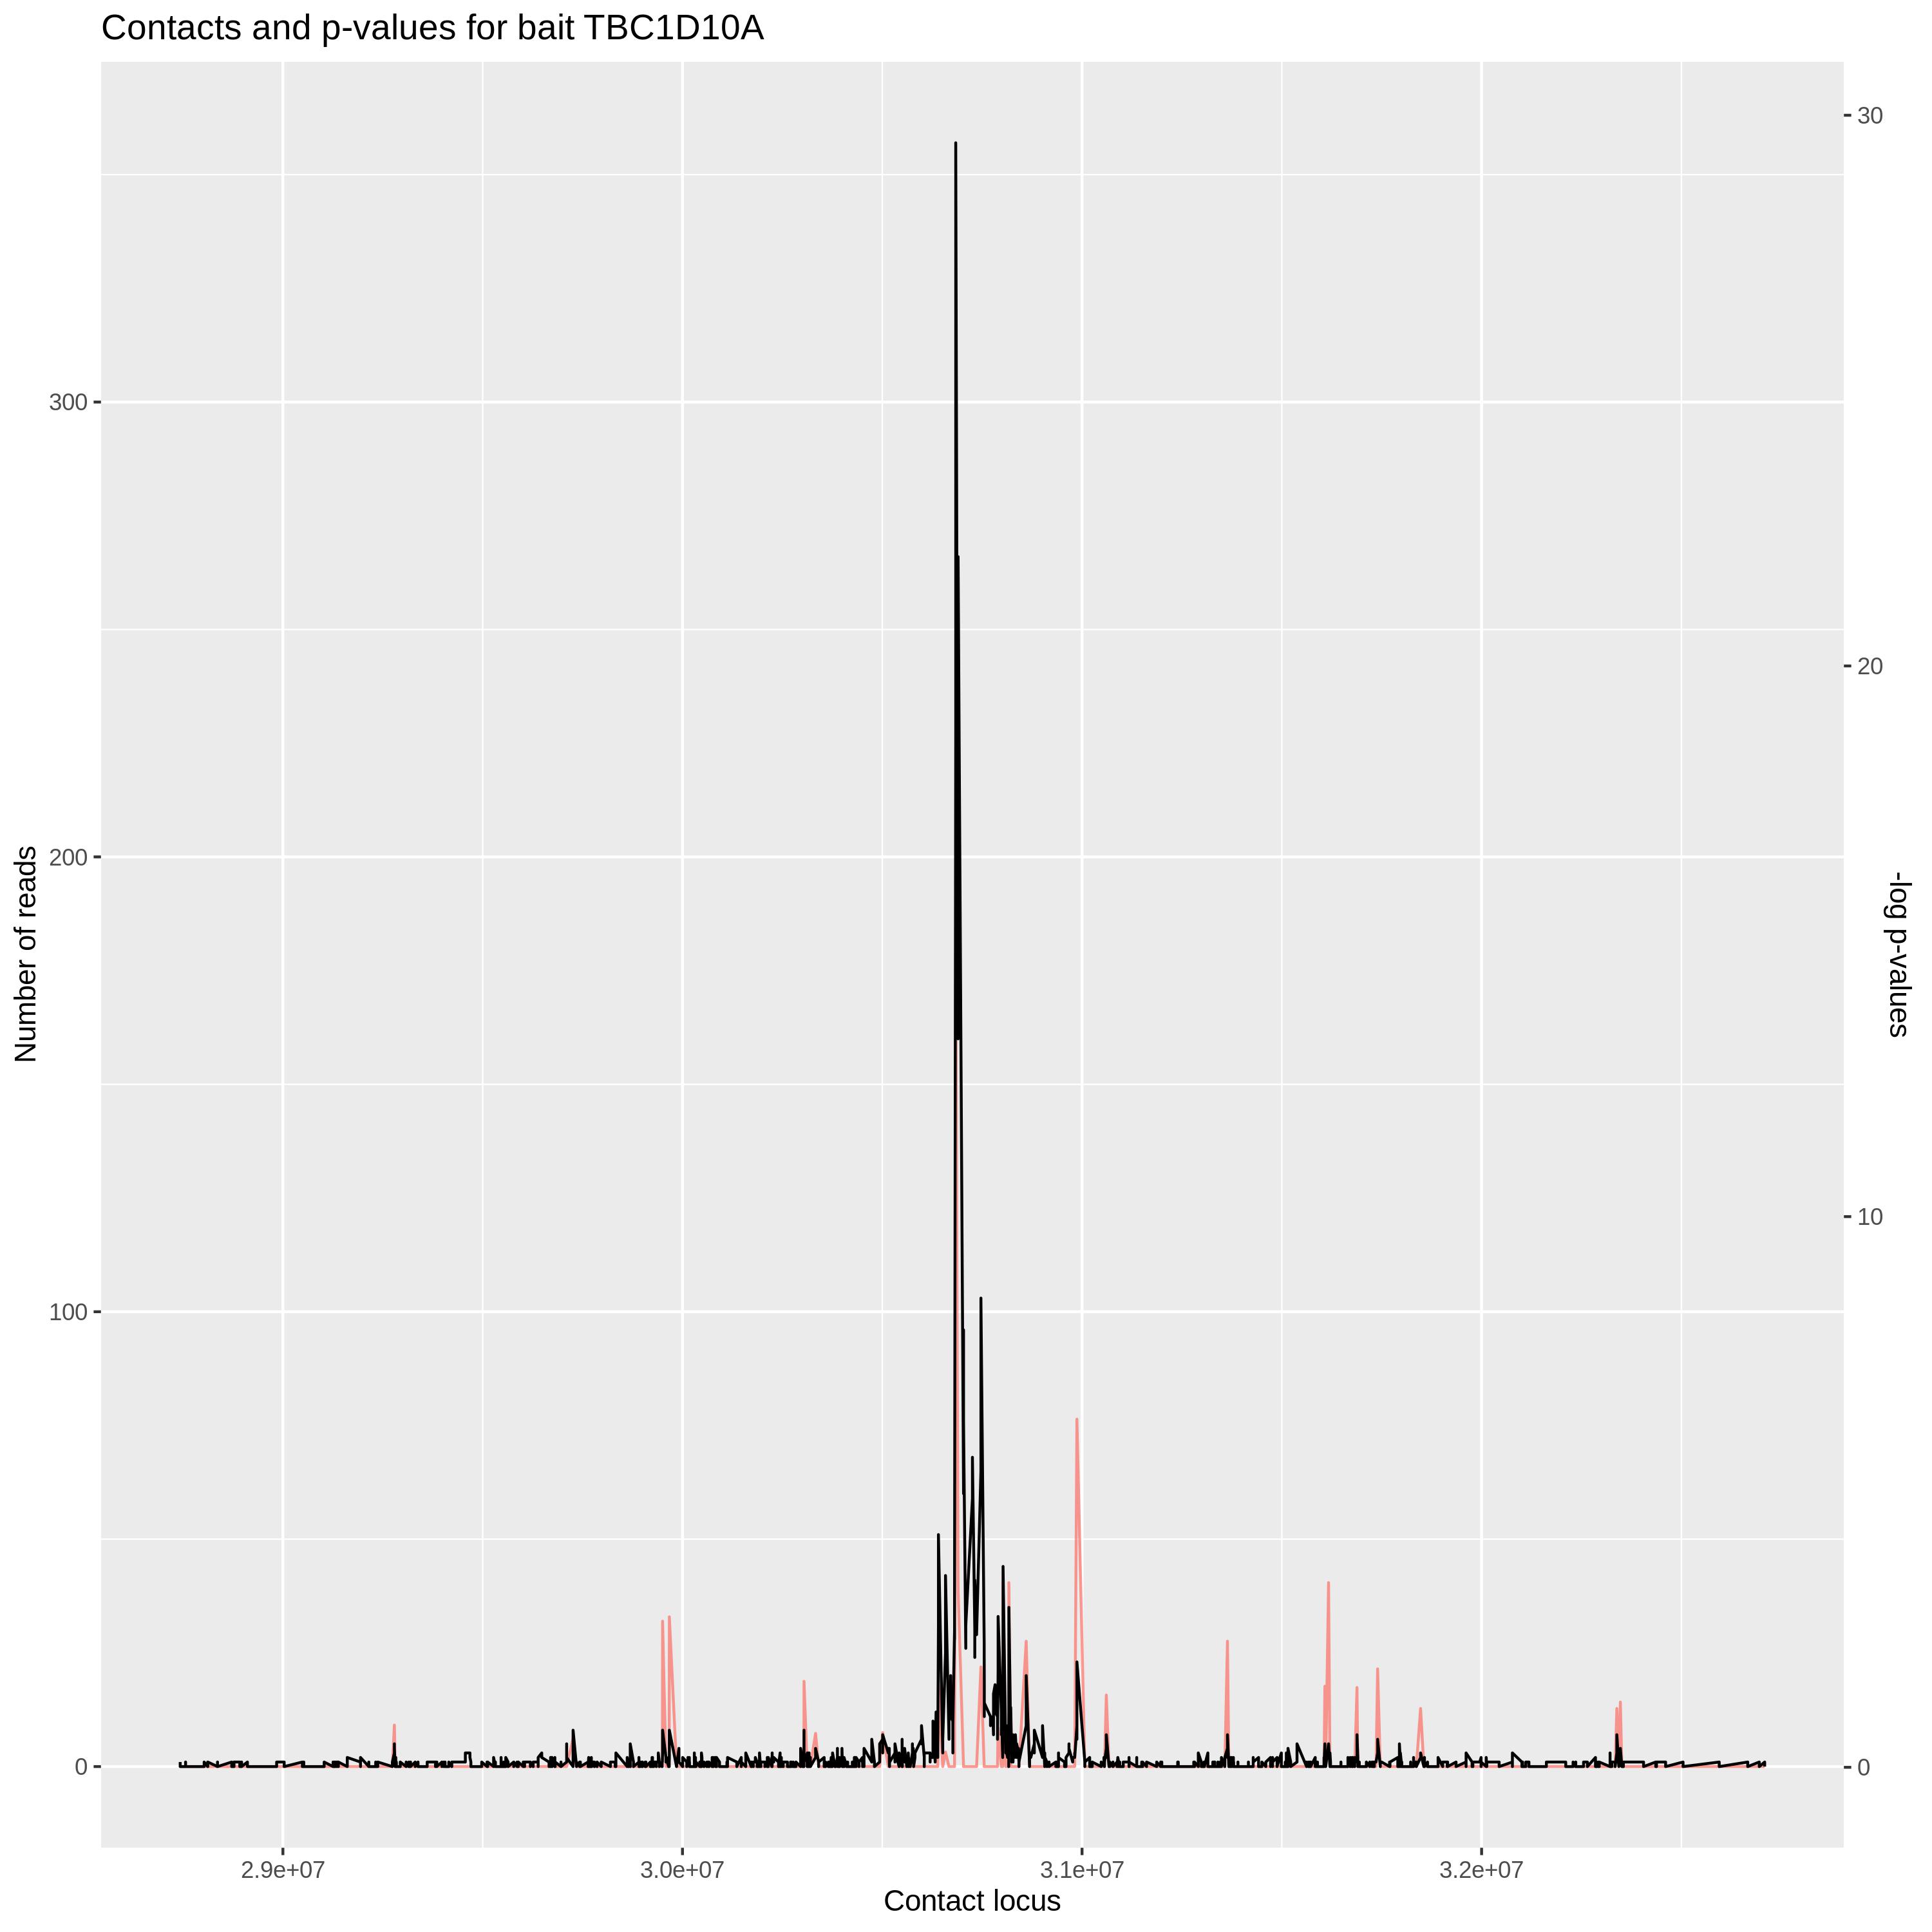 Contacts and p-values for bait TBC1D10A
Number of reads
300
200
100
0
30
20
10
0
-log p-values
2.9e+07
3.0e+07
3.1e+07
3.2e+07
Contact locus